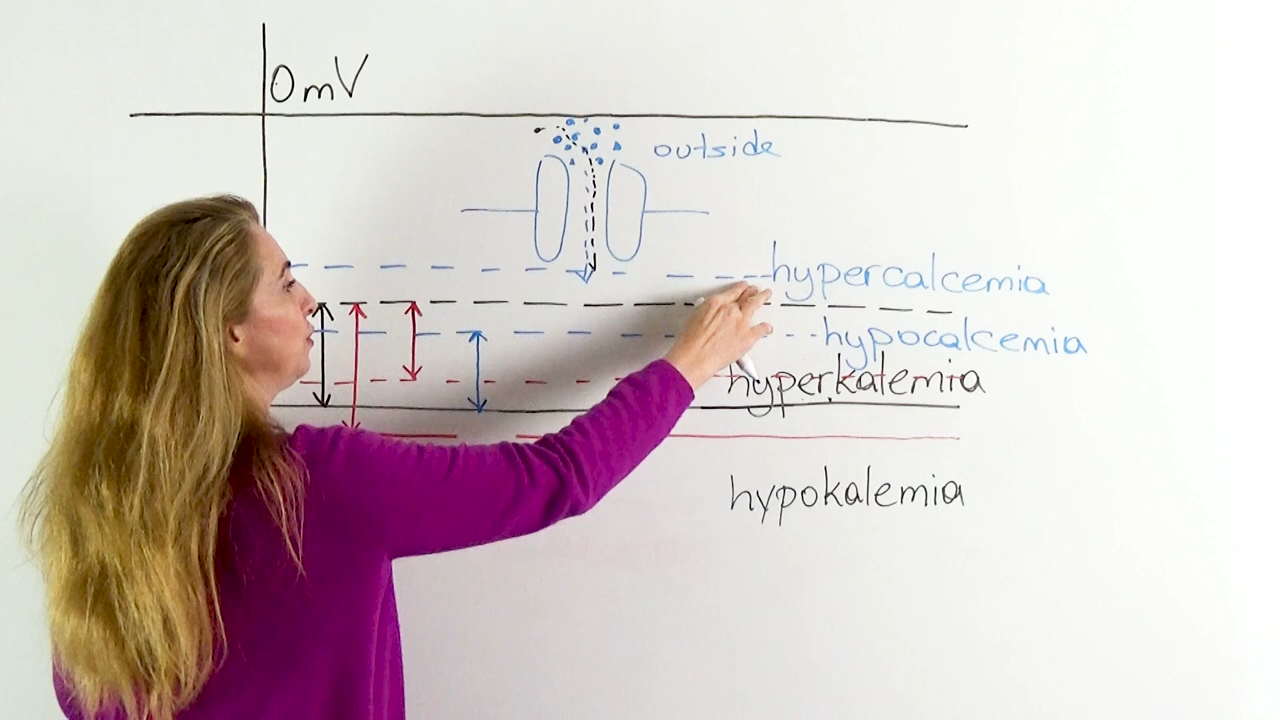 0mV
outside
hypercalcemia
hypocalcemia
hyperkalemia
hypokalemia